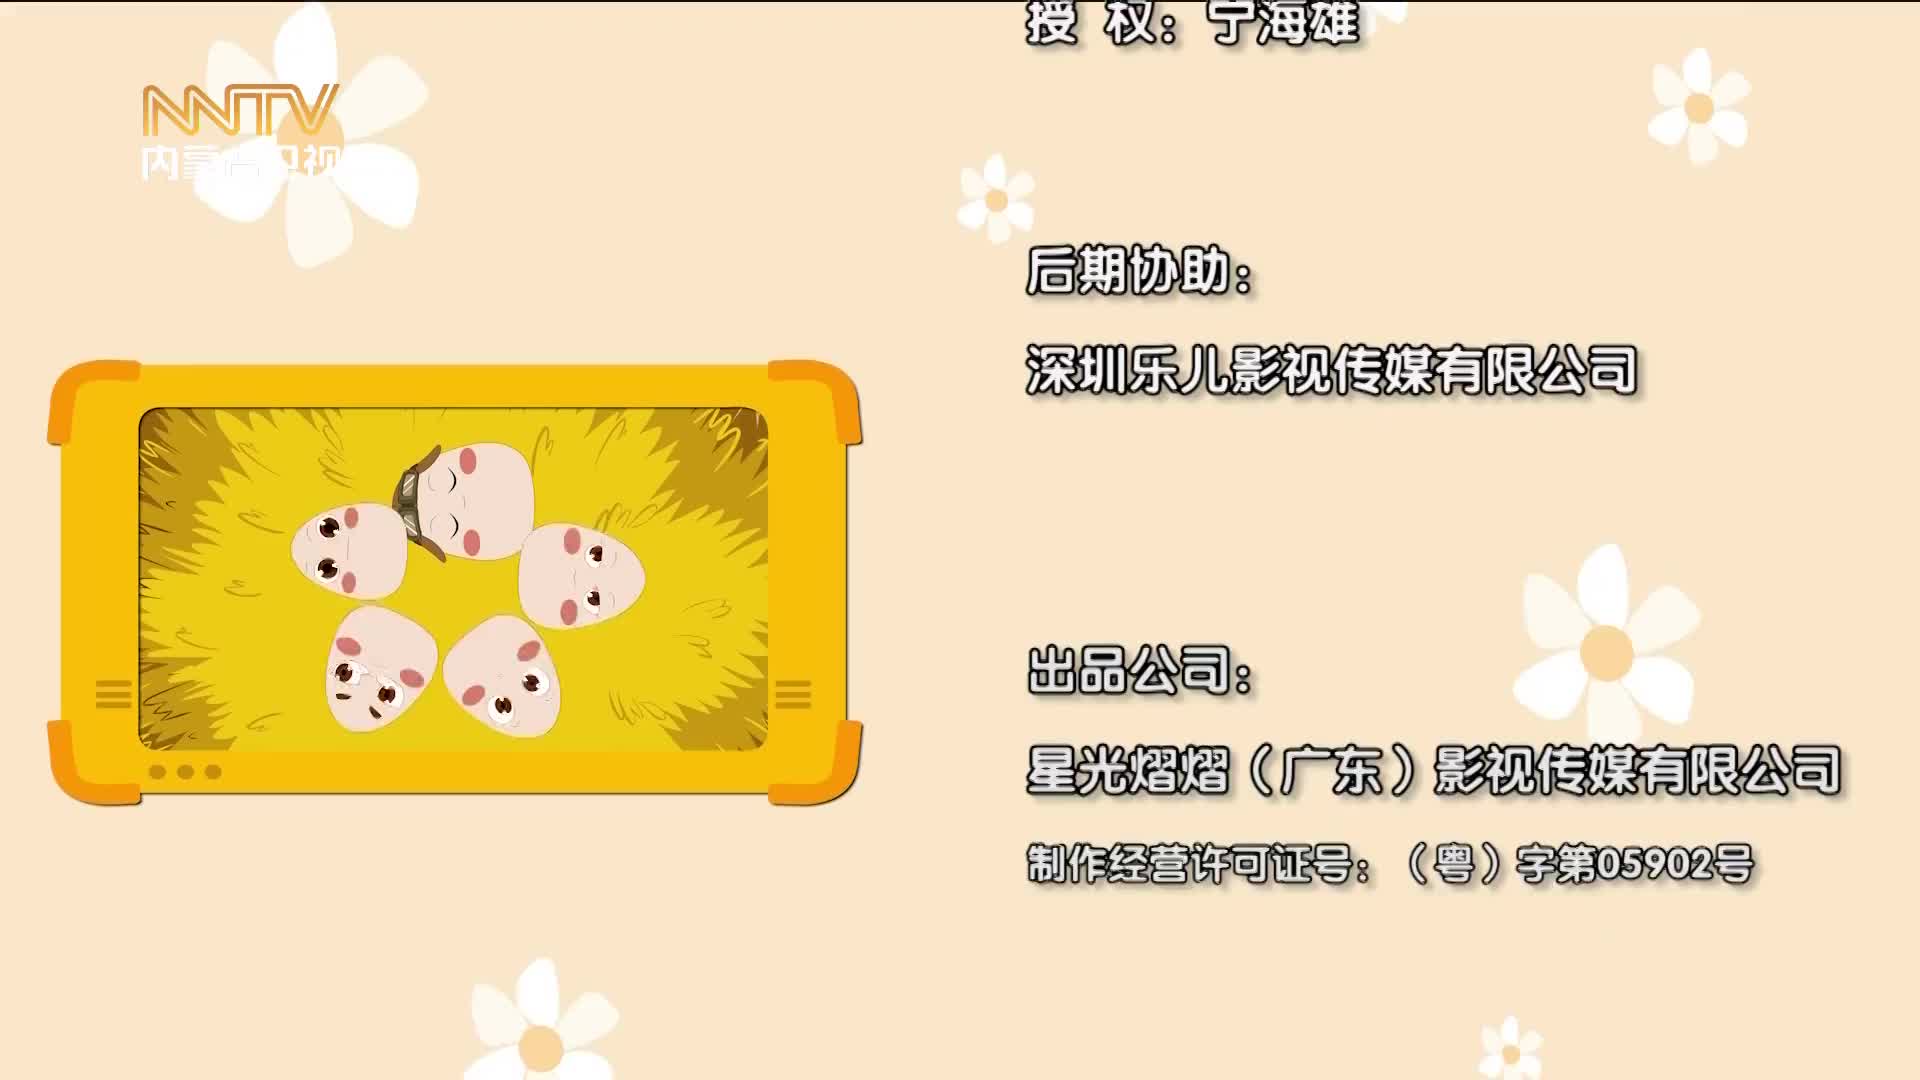 NNTV
内蒙古卫视
授 权：宁海雄
后期协助：
深圳乐儿影视传媒有限公司
出品公司：
星光熠熠（广东）影视传媒有限公司
制作经营许可证号：（粤）字第05902号